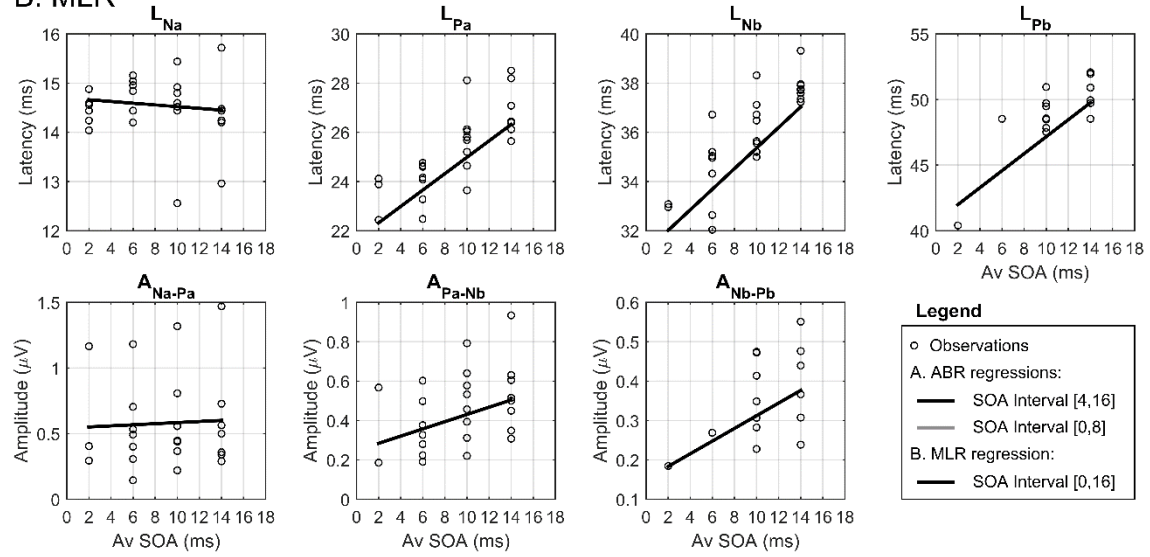 B. MLR
L_Na
L_Pa
L_Nb
L_Pb
Latency (ms)
16
15
14
13
12
0 2 4 6 8 10 12 14 16 18
Latency (ms)
30
28
26
24
22
0 2 4 6 8 10 12 14 16 18
Latency (ms)
40
38
36
34
32
0 2 4 6 8 10 12 14 16 18
Latency (ms)
55
50
45
40
0 2 4 6 8 10 12 14 16 18
Av SOA (ms)
A_Na-Pa
A_Pa-Nb
A_Nb-Pb
Amplitude (μV)
1.5
1
0.5
0
0 2 4 6 8 10 12 14 16 18
Av SOA (ms)
Amplitude (μV)
1
0.8
0.6
0.4
0.2
0
0 2 4 6 8 10 12 14 16 18
Av SOA (ms)
Amplitude (μV)
0.6
0.5
0.4
0.3
0.2
0.1
0 2 4 6 8 10 12 14 16 18
Av SOA (ms)
Legend
Observations
A. ABR regressions:
SOA Interval [4,16]
SOA Interval [0,8]
B. MLR regression:
SOA Interval [0,16]